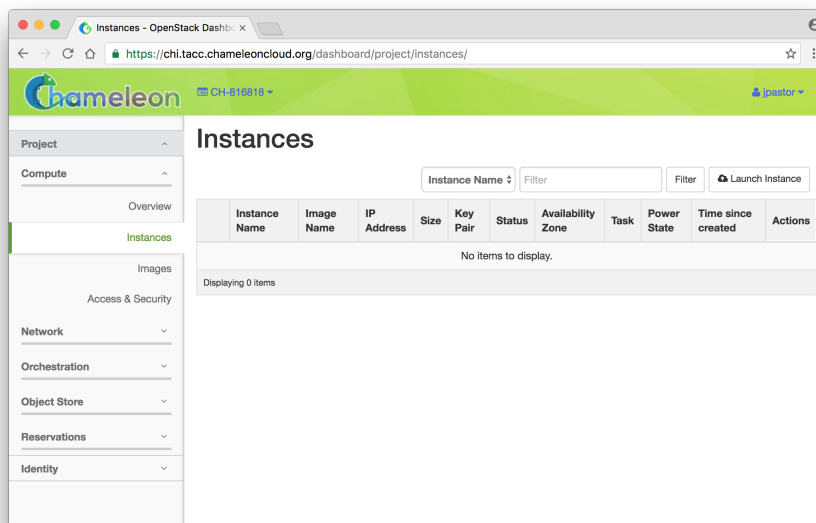 Instances - OpenStack Dashbo
https://chi.tacc.chameleoncloud.org/dashboard/project/instances/
Chameleon
CH-816818
jpastor
Project
Compute
Overview
Instances
Images
Access & Security
Network
Orchestration
Object Store
Reservations
Identity
Instances
Instance Name
Filter
Filter
Launch Instance
Instance Name
Image Name
IP Address
Size
Key Pair
Status
Availability Zone
Task
Power State
Time since created
Actions
No items to display.
Displaying 0 items